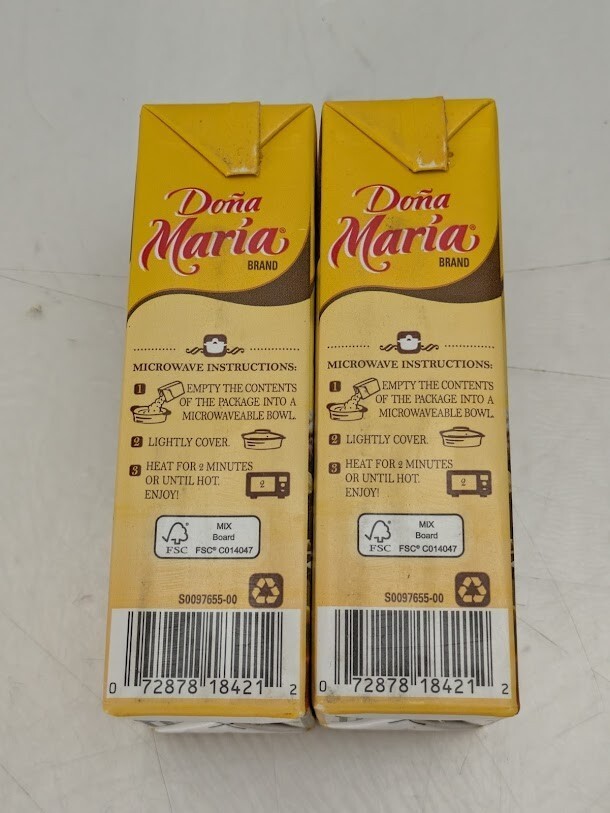 Doña
María®
BRAND
MICROWAVE INSTRUCTIONS:
1 EMPTY THE CONTENTS
OF THE PACKAGE INTO A
MICROWAVEABLE BOWL.
2 LIGHTLY COVER.
3 HEAT FOR 2 MINUTES
OR UNTIL HOT.
ENJOY!
2
FSC®
MIX
Board
FSC® C014047
S0097655-00
0 72878 18421 2
Doña
María®
BRAND
MICROWAVE INSTRUCTIONS:
1 EMPTY THE CONTENTS
OF THE PACKAGE INTO A
MICROWAVEABLE BOWL.
2 LIGHTLY COVER.
3 HEAT FOR 2 MINUTES
OR UNTIL HOT.
ENJOY!
2
FSC®
MIX
Board
FSC® C014047
S0097655-00
0 72878 18421 2